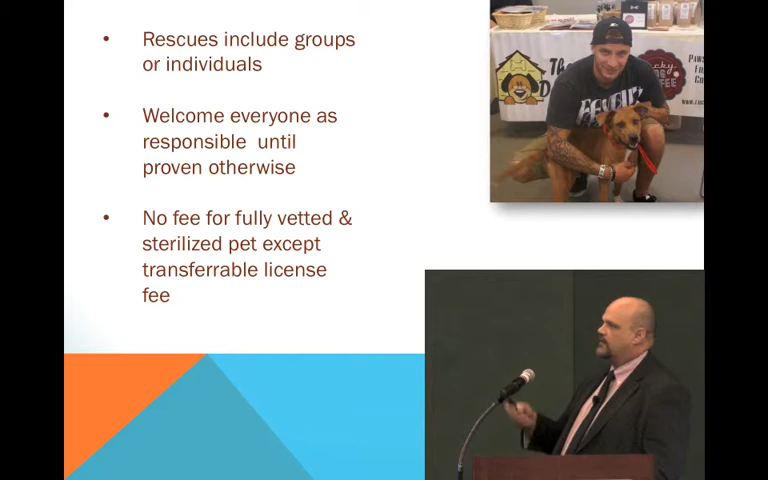 • Rescues include groups
or individuals
• Welcome everyone as
responsible  until
proven otherwise
• No fee for fully vetted &
sterilized pet except
transferrable license
fee